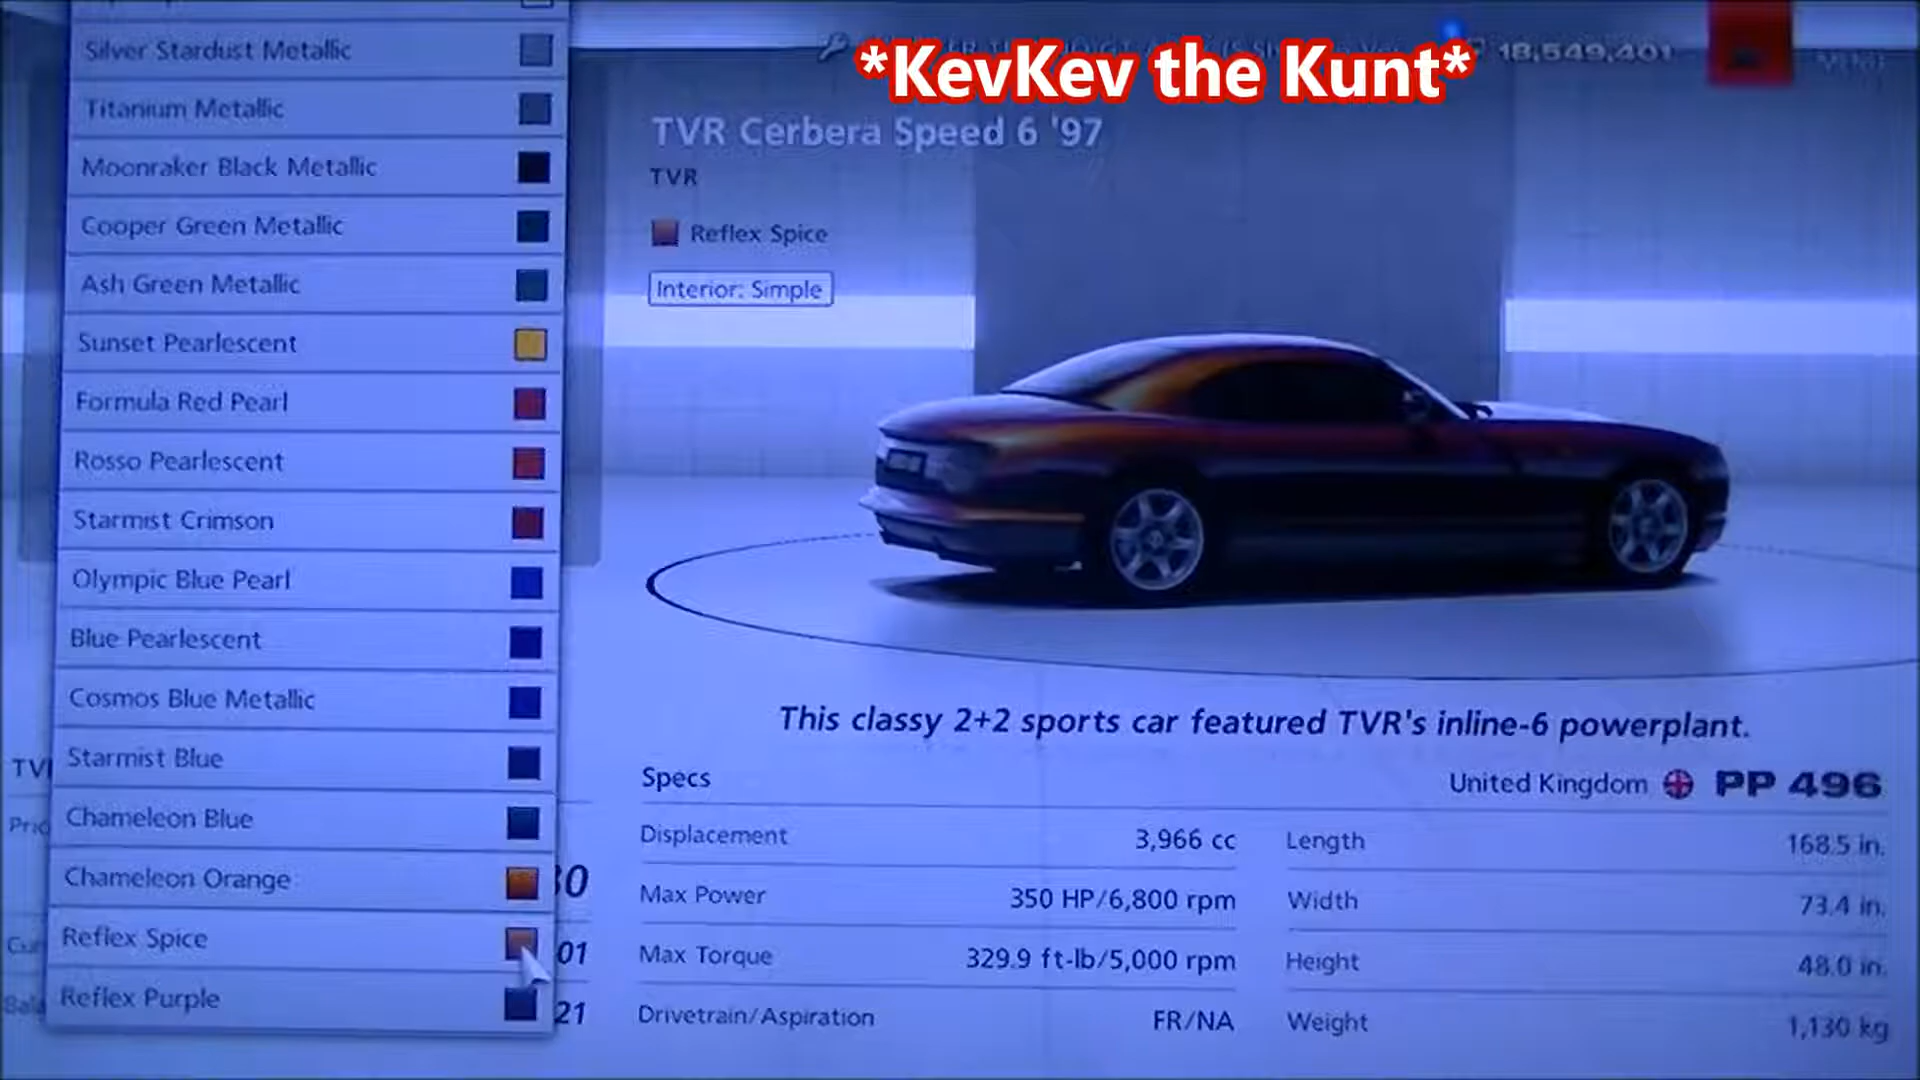 *KevKev the Kunt*
18,549,401
Silver Stardust Metallic
Titanium Metallic
Moonraker Black Metallic
Cooper Green Metallic
Ash Green Metallic
Sunset Pearlescent
Formula Red Pearl
Rosso Pearlescent
Starmist Crimson
Olympic Blue Pearl
Blue Pearlescent
Cosmos Blue Metallic
Starmist Blue
Chameleon Blue
Chameleon Orange
Reflex Spice
Reflex Purple
TVR Cerbera Speed 6 '97
TVR
Reflex Spice
Interior: Simple
This classy 2+2 sports car featured TVR's inline-6 powerplant.
Specs
United Kingdom PP 496
Displacement 3,966 cc
Length 168.5 in.
Max Power 350 HP/6,800 rpm
Width 73.4 in.
Max Torque 329.9 ft-lb/5,000 rpm
Height 48.0 in.
Drivetrain/Aspiration FR/NA
Weight 1,130 kg
01
21